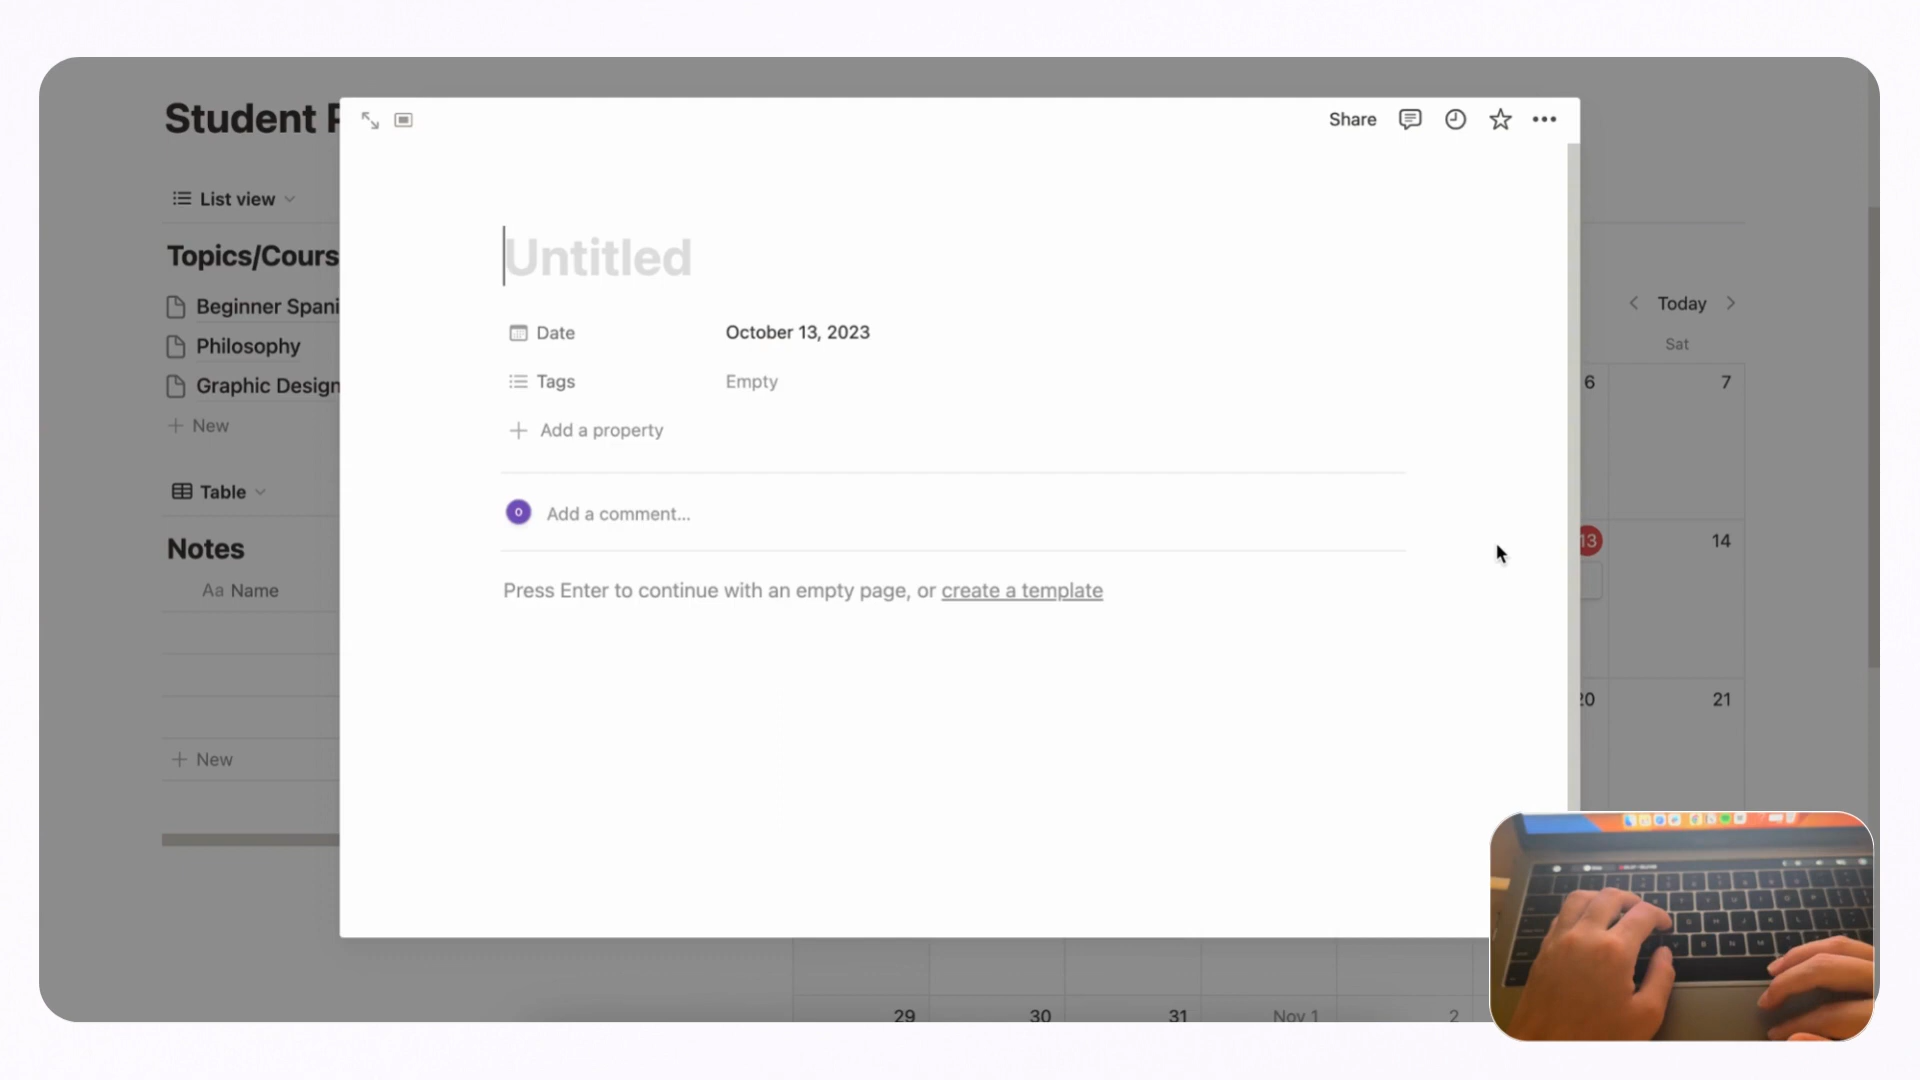 Student P
List view
Topics/Cours
Beginner Spani
Philosophy
Graphic Design
+ New
Table
Notes
Aa Name
+ New
Share
Untitled
Date October 13, 2023
Tags Empty
+ Add a property
O Add a comment...
Press Enter to continue with an empty page, or create a template
Today
Sat
6 7
13 14
20 21
29 30 31 Nov 1 2